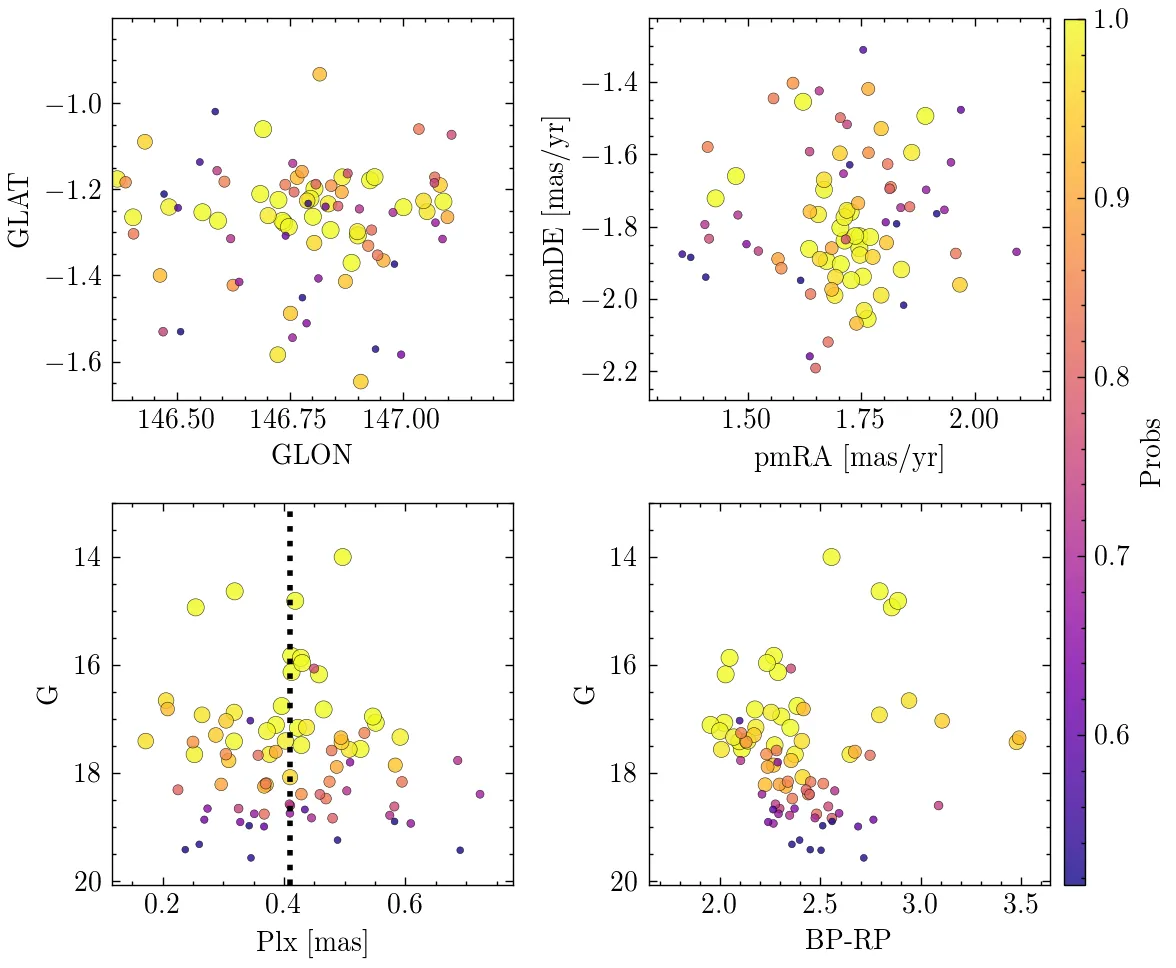 −1.0
−1.2
−1.4
−1.6
GLAT
146.50 146.75 147.00
GLON
−1.4
−1.6
−1.8
−2.0
−2.2
pmDE [mas/yr]
1.50 1.75 2.00
pmRA [mas/yr]
14
16
18
20
G
0.2 0.4 0.6
Plx [mas]
14
16
18
20
G
2.0 2.5 3.0 3.5
BP-RP
1.0
0.9
0.8
0.7
0.6
Probs